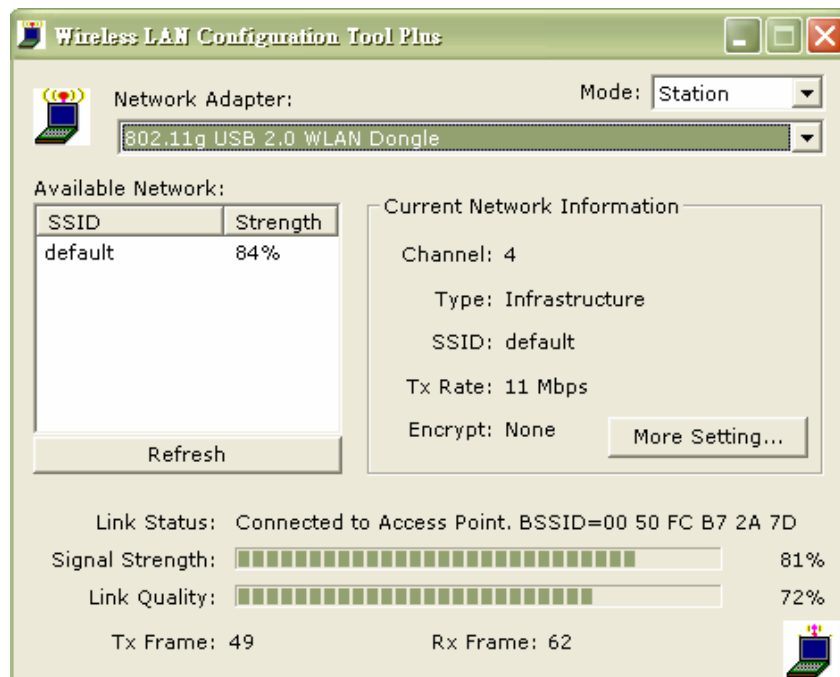 Wireless LAN Configuration Tool Plus
Network Adapter:
Mode: Station
802.11g USB 2.0 WLAN Dongle
Available Network:
SSID Strength
default 84%
Refresh
Current Network Information
Channel: 4
Type: Infrastructure
SSID: default
Tx Rate: 11 Mbps
Encrypt: None
More Setting...
Link Status: Connected to Access Point. BSSID=00 50 FC B7 2A 7D
Signal Strength: 81%
Link Quality: 72%
Tx Frame: 49 Rx Frame: 62